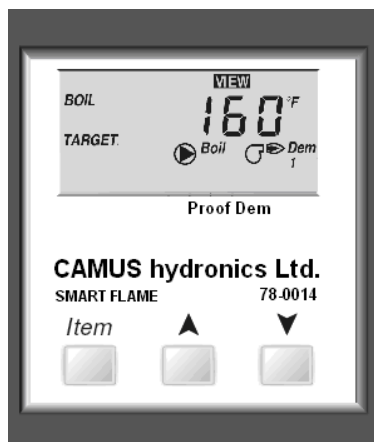 VIEW
BOIL 160 °F
TARGET
Boil Dem
1
Proof Dem
CAMUS hydronics Ltd.
SMART FLAME 78-0014
Item